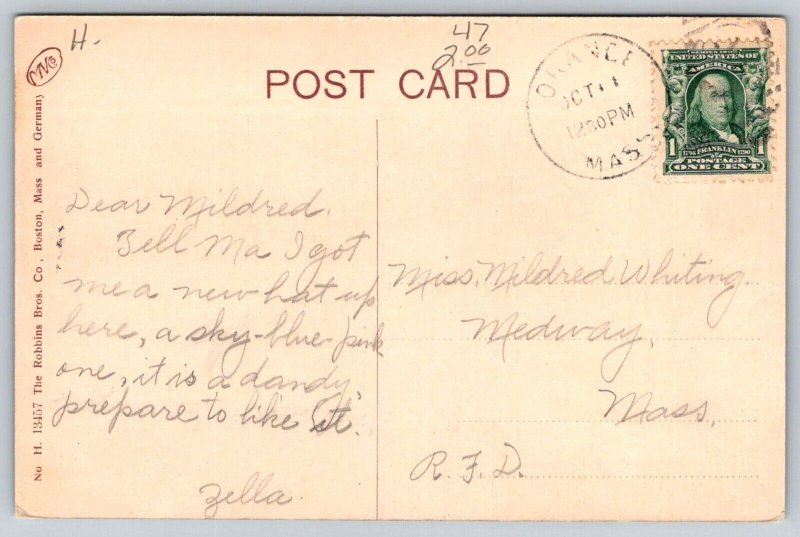 H.
47
2.00
POST CARD
ORANGE
OCT
12 30 PM
MASS
SERIES 1902
UNITED STATES OF
AMERICA
1 1706 FRANKLIN 1790 1
POSTAGE
ONE CENT
No H. 13457 The Robbins Bros. Co., Boston, Mass and Germany
Dear Mildred.
Tell Ma I got
me a new hat up
here, a sky-blue-pink
one, it is a dandy,
prepare to like it.
Zella.
Miss. Mildred Whiting
Medway,
Mass.
R. F. D.